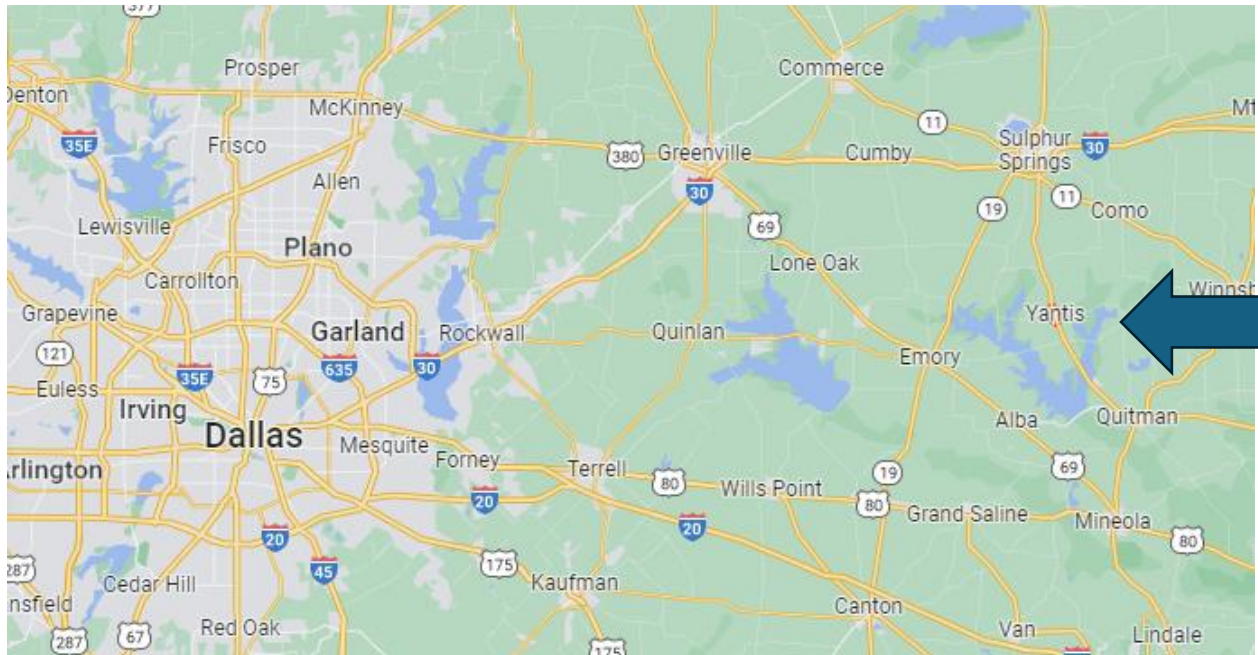 377
Prosper
Commerce
Denton
McKinney
11
Mt
35E
Frisco
380
Greenville
Cumby
Sulphur
Springs
30
Allen
30
19
11
Como
Lewisville
69
Plano
Lone Oak
Carrollton
Winnsb
Grapevine
Garland
Rockwall
Quinlan
Yantis
121
635
30
Emory
Euless
35E
75
Irving
Dallas
Mesquite
Alba
Quitman
Arlington
Forney
Terrell
80
Wills Point
19
69
20
80
Grand Saline
Mineola
20
20
80
287
Cedar Hill
45
175
Kaufman
nsfield
Canton
Red Oak
Van
Lindale
287
67
175